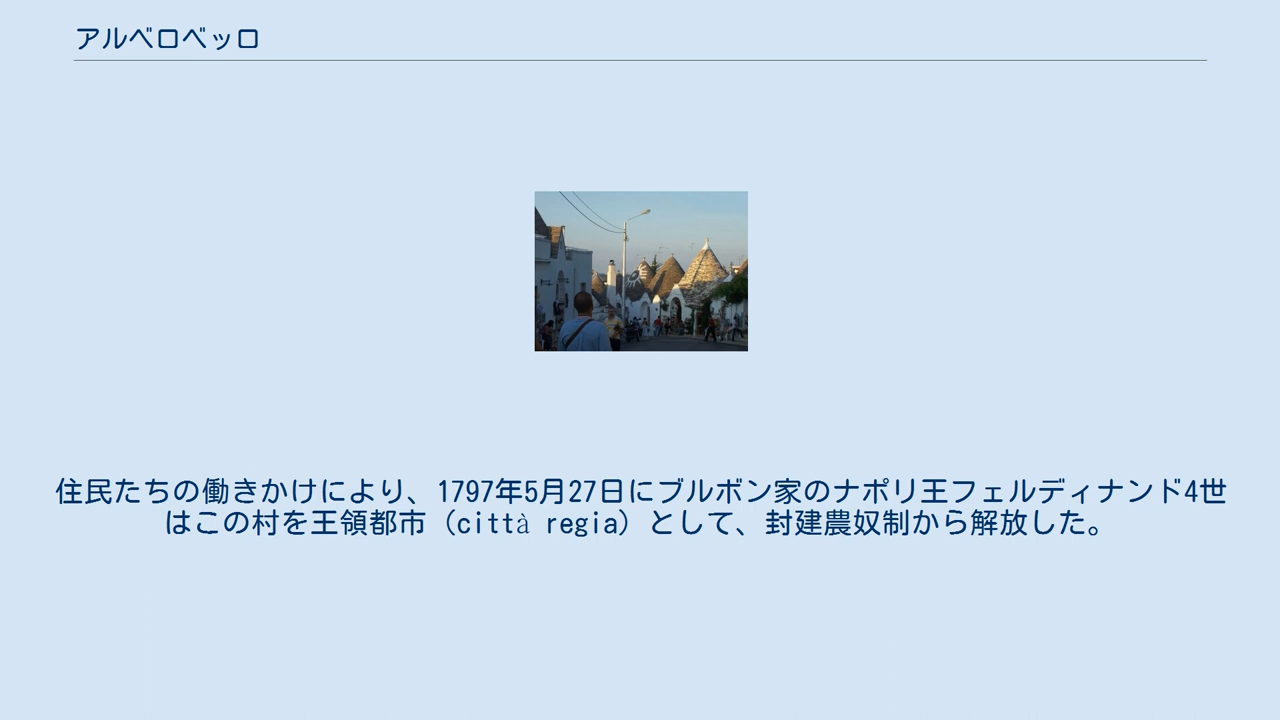 アルベロベッロ
住民たちの働きかけにより、1797年5月27日にブルボン家のナポリ王フェルディナンド4世
はこの村を王領都市（città regia）として、封建農奴制から解放した。